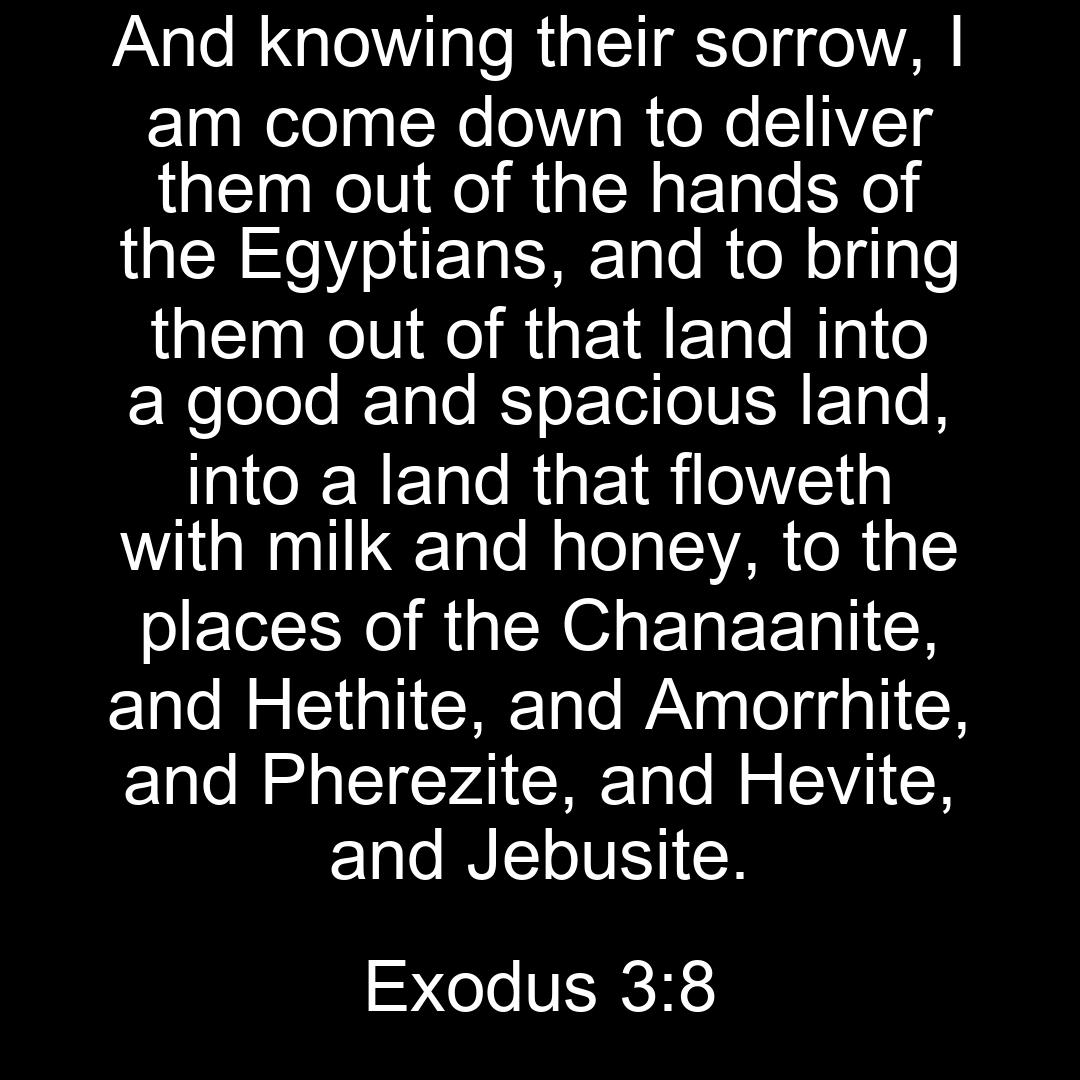 And knowing their sorrow, I
am come down to deliver
them out of the hands of
the Egyptians, and to bring
them out of that land into
a good and spacious land,
into a land that floweth
with milk and honey, to the
places of the Chanaanite,
and Hethite, and Amorrhite,
and Pherezite, and Hevite,
and Jebusite.
Exodus 3:8